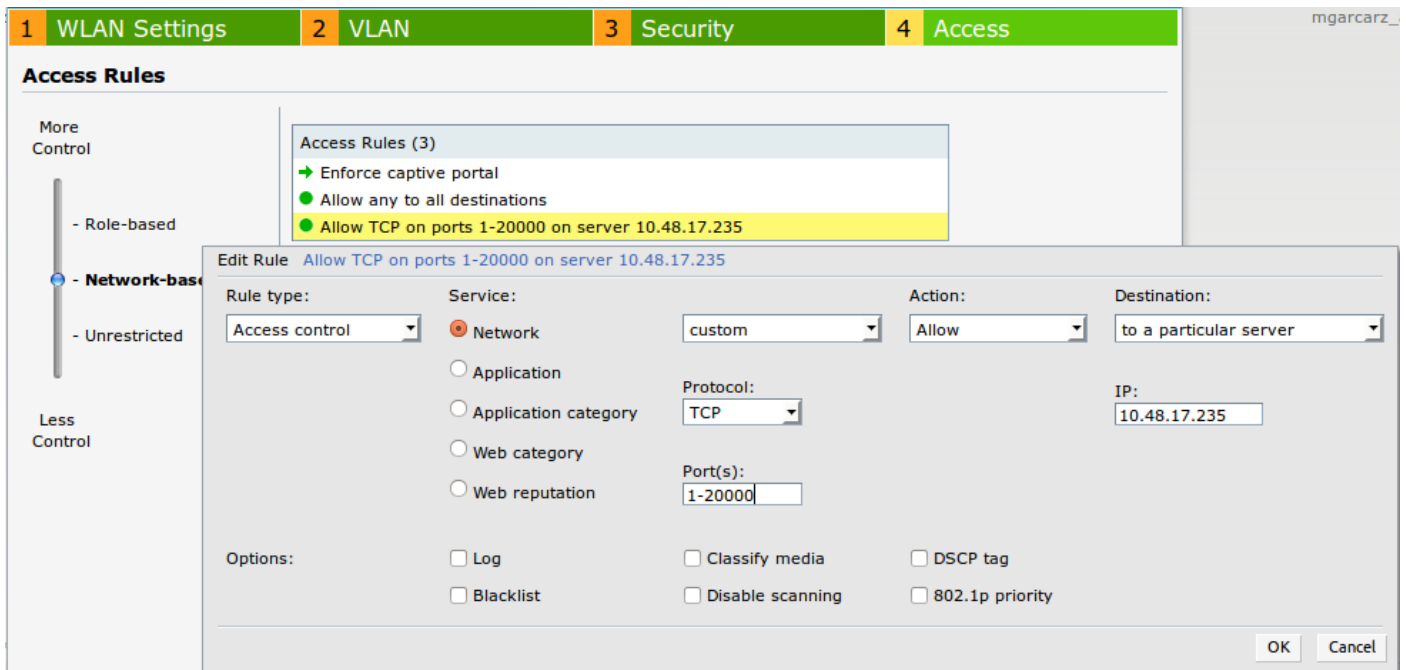 1 WLAN Settings 2 VLAN 3 Security 4 Access
mgarcarz_
Access Rules
More
Control
- Role-based
- Network-base
- Unrestricted
Less
Control
Access Rules (3)
Enforce captive portal
Allow any to all destinations
Allow TCP on ports 1-20000 on server 10.48.17.235
Edit Rule Allow TCP on ports 1-20000 on server 10.48.17.235
Rule type: Service: Action: Destination:
Access control Network custom Allow to a particular server
Application
Protocol: IP:
Application category TCP 10.48.17.235
Web category
Port(s):
Web reputation 1-20000
Options: Log Classify media DSCP tag
Blacklist Disable scanning 802.1p priority
OK Cancel